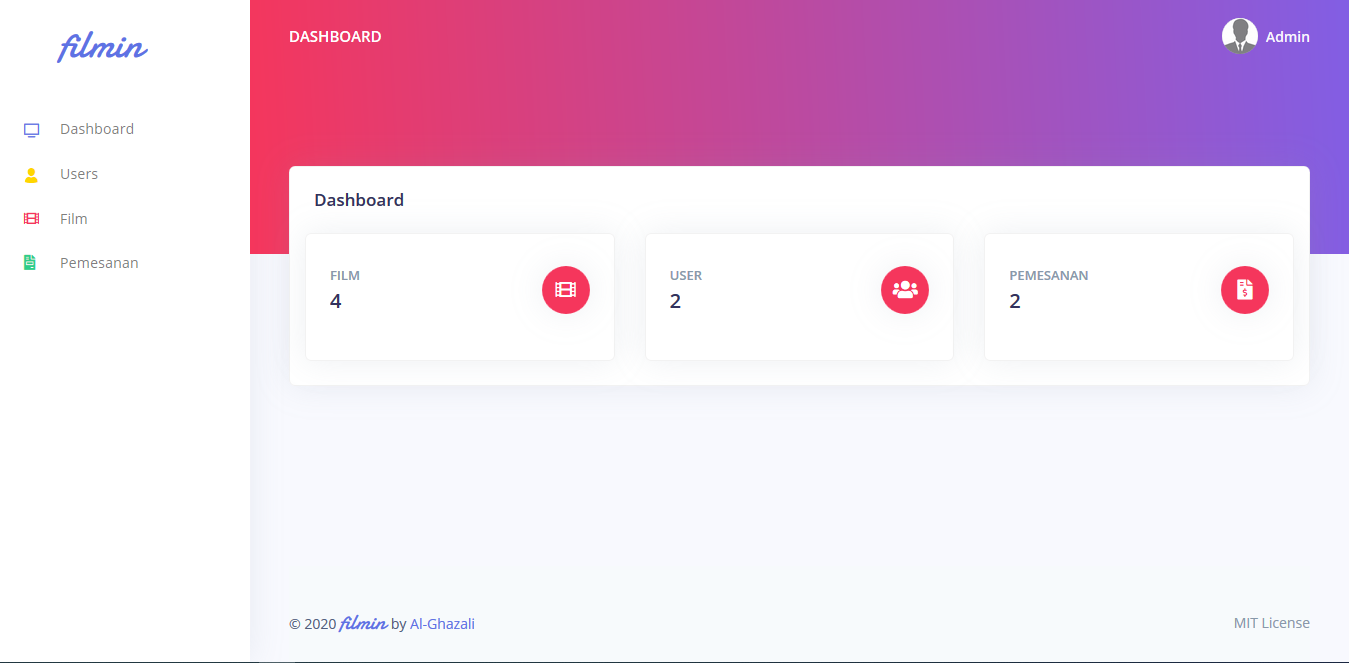 filmin
Dashboard
Users
Film
Pemesanan
DASHBOARD
Admin
Dashboard
FILM
4
USER
2
PEMESANAN
2
© 2020 filmin by Al-Ghazali
MIT License